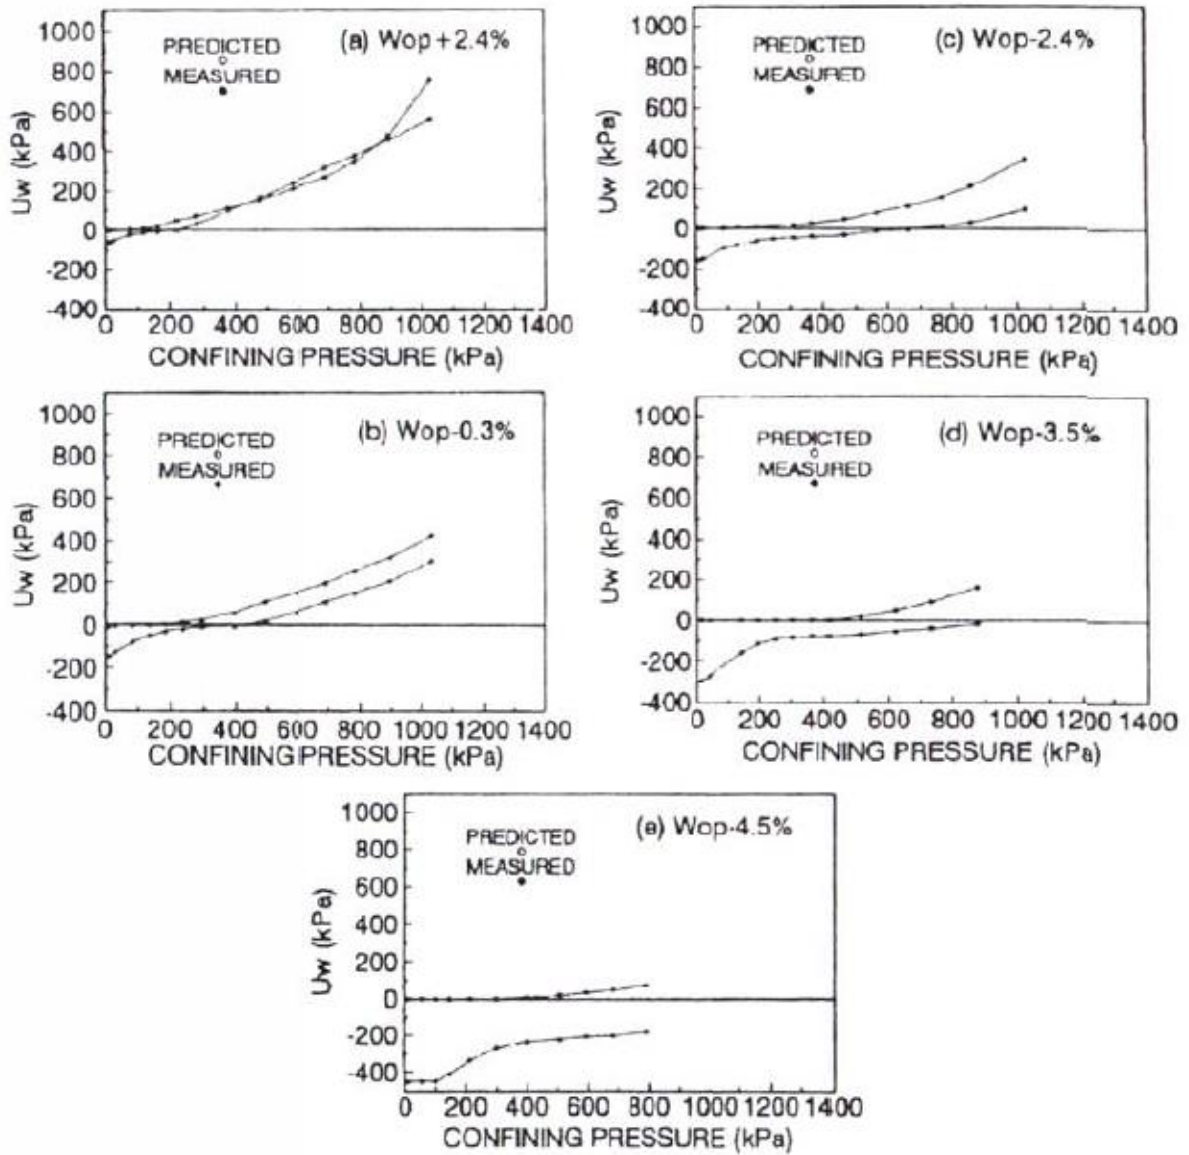 (a) Wop+2.4%
PREDICTED
MEASURED
1000
800
600
400
200
0
-200
-400
Uw (kPa)
0 200 400 600 800 1000 1200 1400
CONFINING PRESSURE (kPa)
(c) Wop-2.4%
PREDICTED
MEASURED
1000
800
600
400
200
0
-200
-400
Uw (kPa)
0 200 400 600 800 1000 1200 1400
CONFINING PRESSURE (kPa)
(b) Wop-0.3%
PREDICTED
MEASURED
1000
800
600
400
200
0
-200
-400
Uw (kPa)
0 200 400 600 800 1000 1200 1400
CONFINING PRESSURE (kPa)
(d) Wop-3.5%
PREDICTED
MEASURED
1000
800
600
400
200
0
-200
-400
Uw (kPa)
0 200 400 600 800 1000 1200 1400
CONFINING PRESSURE (kPa)
(e) Wop-4.5%
PREDICTED
MEASURED
1000
800
600
400
200
0
-200
-400
Uw (kPa)
0 200 400 600 800 1000 1200 1400
CONFINING PRESSURE (kPa)